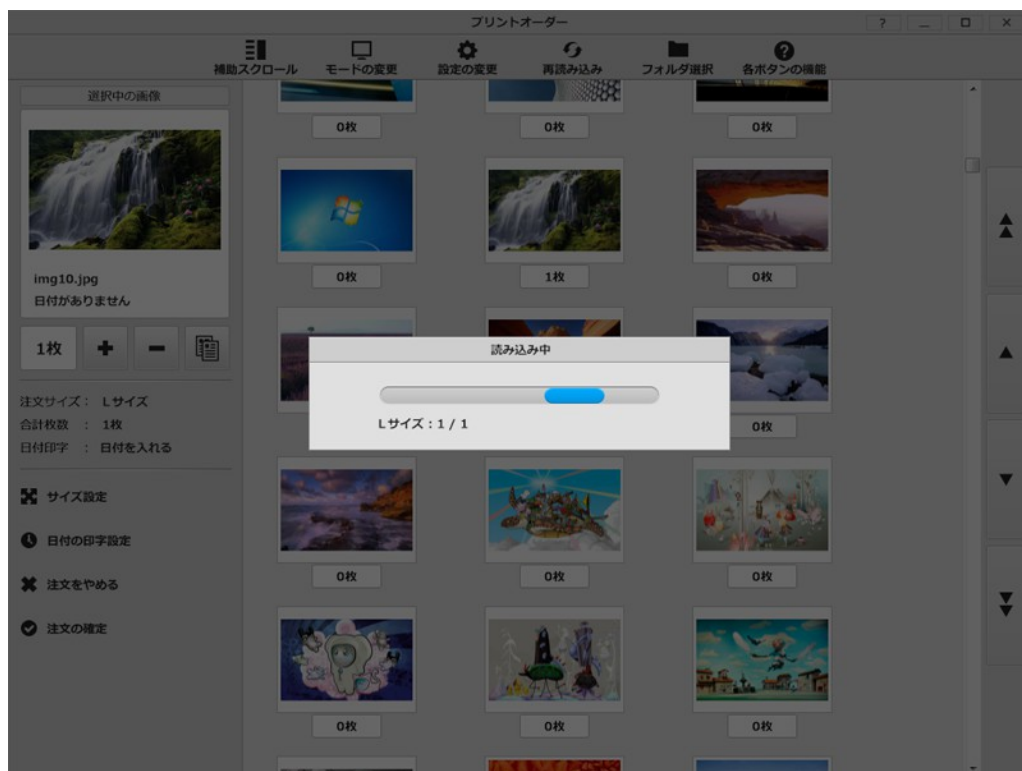 プリントオーダー
? _ □ ×
補助スクロール モードの変更 設定の変更 再読み込み フォルダ選択 各ボタンの機能
選択中の画像
img10.jpg
日付がありません
1枚
注文サイズ： Lサイズ
合計枚数 ： 1枚
日付印字 ： 日付を入れる
サイズ設定
日付の印字設定
注文をやめる
注文の確定
0枚 0枚 0枚
0枚 1枚 0枚
読み込み中
Lサイズ：1 / 1
0枚
0枚 0枚 0枚
0枚 0枚 0枚